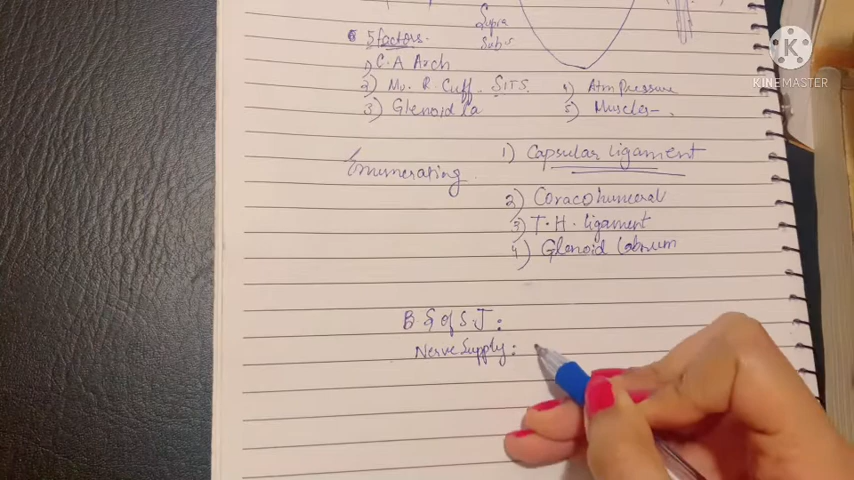 Supra
Subs
5 factors -
1) C.A Arch
2) Mu. R. Cuff - SITS.
3) Glenoid La
4) Atm Pressure
5) Muscles -
Enumerating
1) Capsular ligament
2) Coracohumeral
3) T.H. ligament
4) Glenoid labrum
B S of S.J :
Nerve Supply :
K
KINEMASTER